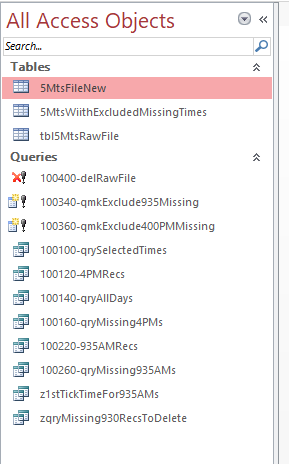 All Access Objects
Search...
Tables
5MtsFileNew
5MtsWiithExcludedMissingTimes
tbl5MtsRawFile
Queries
100400-delRawFile
100340-qmkExclude935Missing
100360-qmkExclude400PMMissing
100100-qrySelectedTimes
100120-4PMRecs
100140-qryAllDays
100160-qryMissing4PMs
100220-935AMRecs
100260-qryMissing935AMs
z1stTickTimeFor935AMs
zqryMissing930RecsToDelete